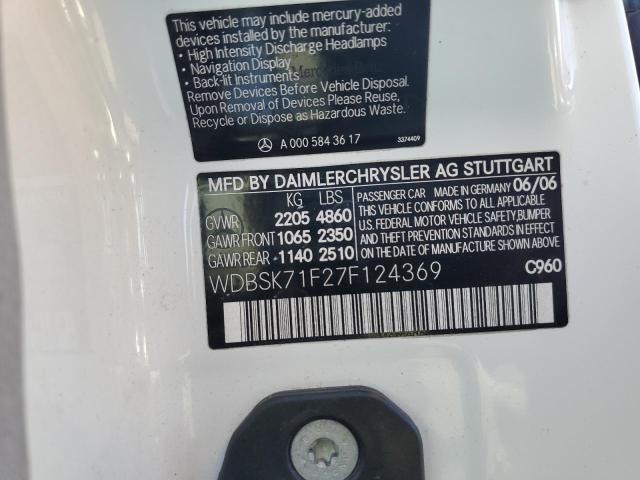 This vehicle may include mercury-added
devices installed by the manufacturer:
• High Intensity Discharge Headlamps
• Navigation Display
• Back-lit Instruments
Remove Devices Before Vehicle Disposal.
Upon Removal of Devices Please Reuse,
Recycle or Dispose as Hazardous Waste.
A 000 584 36 17 3374409
MFD BY DAIMLERCHRYSLER AG STUTTGART
KG LBS PASSENGER CAR MADE IN GERMANY 06/06
GVWR 2205 4860 THIS VEHICLE CONFORMS TO ALL APPLICABLE
GAWR FRONT 1065 2350 U.S. FEDERAL MOTOR VEHICLE SAFETY, BUMPER
GAWR REAR -1140 2510 AND THEFT PREVENTION STANDARDS IN EFFECT
ON THE DATE OF MANUFACTURE SHOWN ABOVE.
WDBSK71F27F124369 C960